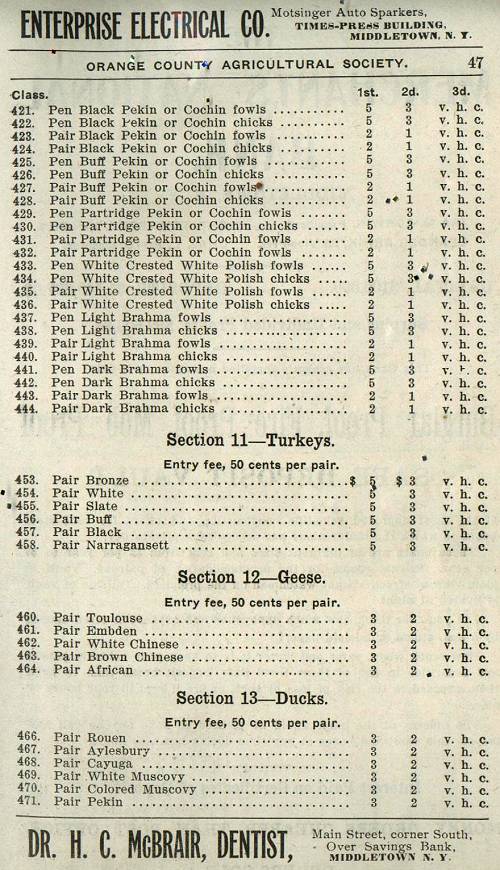 ENTERPRISE ELECTRICAL CO. Motsinger Auto Sparkers,
TIMES-PRESS BUILDING,
MIDDLETOWN, N. Y.
ORANGE COUNTY AGRICULTURAL SOCIETY. 47
Class. 1st. 2d. 3d.
421. Pen Black Pekin or Cochin fowls ........ 5 3 v. h. c.
422. Pen Black Pekin or Cochin chicks ....... 5 3 v. h. c.
423. Pair Black Pekin or Cochin fowls ........ 2 1 v. h. c.
424. Pair Black Pekin or Cochin chicks ....... 2 1 v. h. c.
425. Pen Buff Pekin or Cochin fowls .......... 5 3 v. h. c.
426. Pen Buff Pekin or Cochin chicks ......... 5 3 v. h. c.
427. Pair Buff Pekin or Cochin fowls .......... 2 1 v. h. c.
428. Pair Buff Pekin or Cochin chicks ......... 2 1 v. h. c.
429. Pen Partridge Pekin or Cochin fowls ..... 5 3 v. h. c.
430. Pen Partridge Pekin or Cochin chicks .... 5 3 v. h. c.
431. Pair Partridge Pekin or Cochin fowls ..... 2 1 v. h. c.
432. Pair Partridge Pekin or Cochin chicks .... 2 1 v. h. c.
433. Pen White Crested White Polish fowls ..... 5 3 v. h. c.
434. Pen White Crested White Polish chicks .... 5 3 v. h. c.
435. Pair White Crested White Polish fowls ..... 2 1 v. h. c.
436. Pair White Crested White Polish chicks .... 2 1 v. h. c.
437. Pen Light Brahma fowls .................. 5 3 v. h. c.
438. Pen Light Brahma chicks ................. 5 3 v. h. c.
439. Pair Light Brahma fowls .................. 2 1 v. h. c.
440. Pair Light Brahma chicks ................. 2 1 v. h. c.
441. Pen Dark Brahma fowls ................... 5 3 v. h. c.
442. Pen Dark Brahma chicks .................. 5 3 v. h. c.
443. Pair Dark Brahma fowls ................... 2 1 v. h. c.
444. Pair Dark Brahma chicks .................. 2 1 v. h. c.
Section 11—Turkeys.
Entry fee, 50 cents per pair.
453. Pair Bronze ..............................$ 5 $ 3 v. h. c.
454. Pair White ............................... 5 3 v. h. c.
455. Pair Slate ............................... 5 3 v. h. c.
456. Pair Buff ................................ 5 3 v. h. c.
457. Pair Black ............................... 5 3 v. h. c.
458. Pair Narragansett ........................ 5 3 v. h. c.
Section 12—Geese.
Entry fee, 50 cents per pair.
460. Pair Toulouse ............................ 3 2 v. h. c.
461. Pair Embden .............................. 3 2 v .h. c.
462. Pair White Chinese ....................... 3 2 v. h. c.
463. Pair Brown Chinese ....................... 3 2 v. h. c.
464. Pair African ............................. 3 2 v. h. c.
Section 13—Ducks.
Entry fee, 50 cents per pair.
466. Pair Rouen ............................... 3 2 v. h. c.
467. Pair Aylesbury ........................... 3 2 v. h. c.
468. Pair Cayuga .............................. 3 2 v. h. c.
469. Pair White Muscovy ....................... 3 2 v. h. c.
470. Pair Colored Muscovy ..................... 3 2 v. h. c.
471. Pair Pekin ............................... 3 2 v. h. c.
DR. H. C. McBRAIR, DENTIST, Main Street, corner South,
Over Savings Bank,
MIDDLETOWN N. Y.